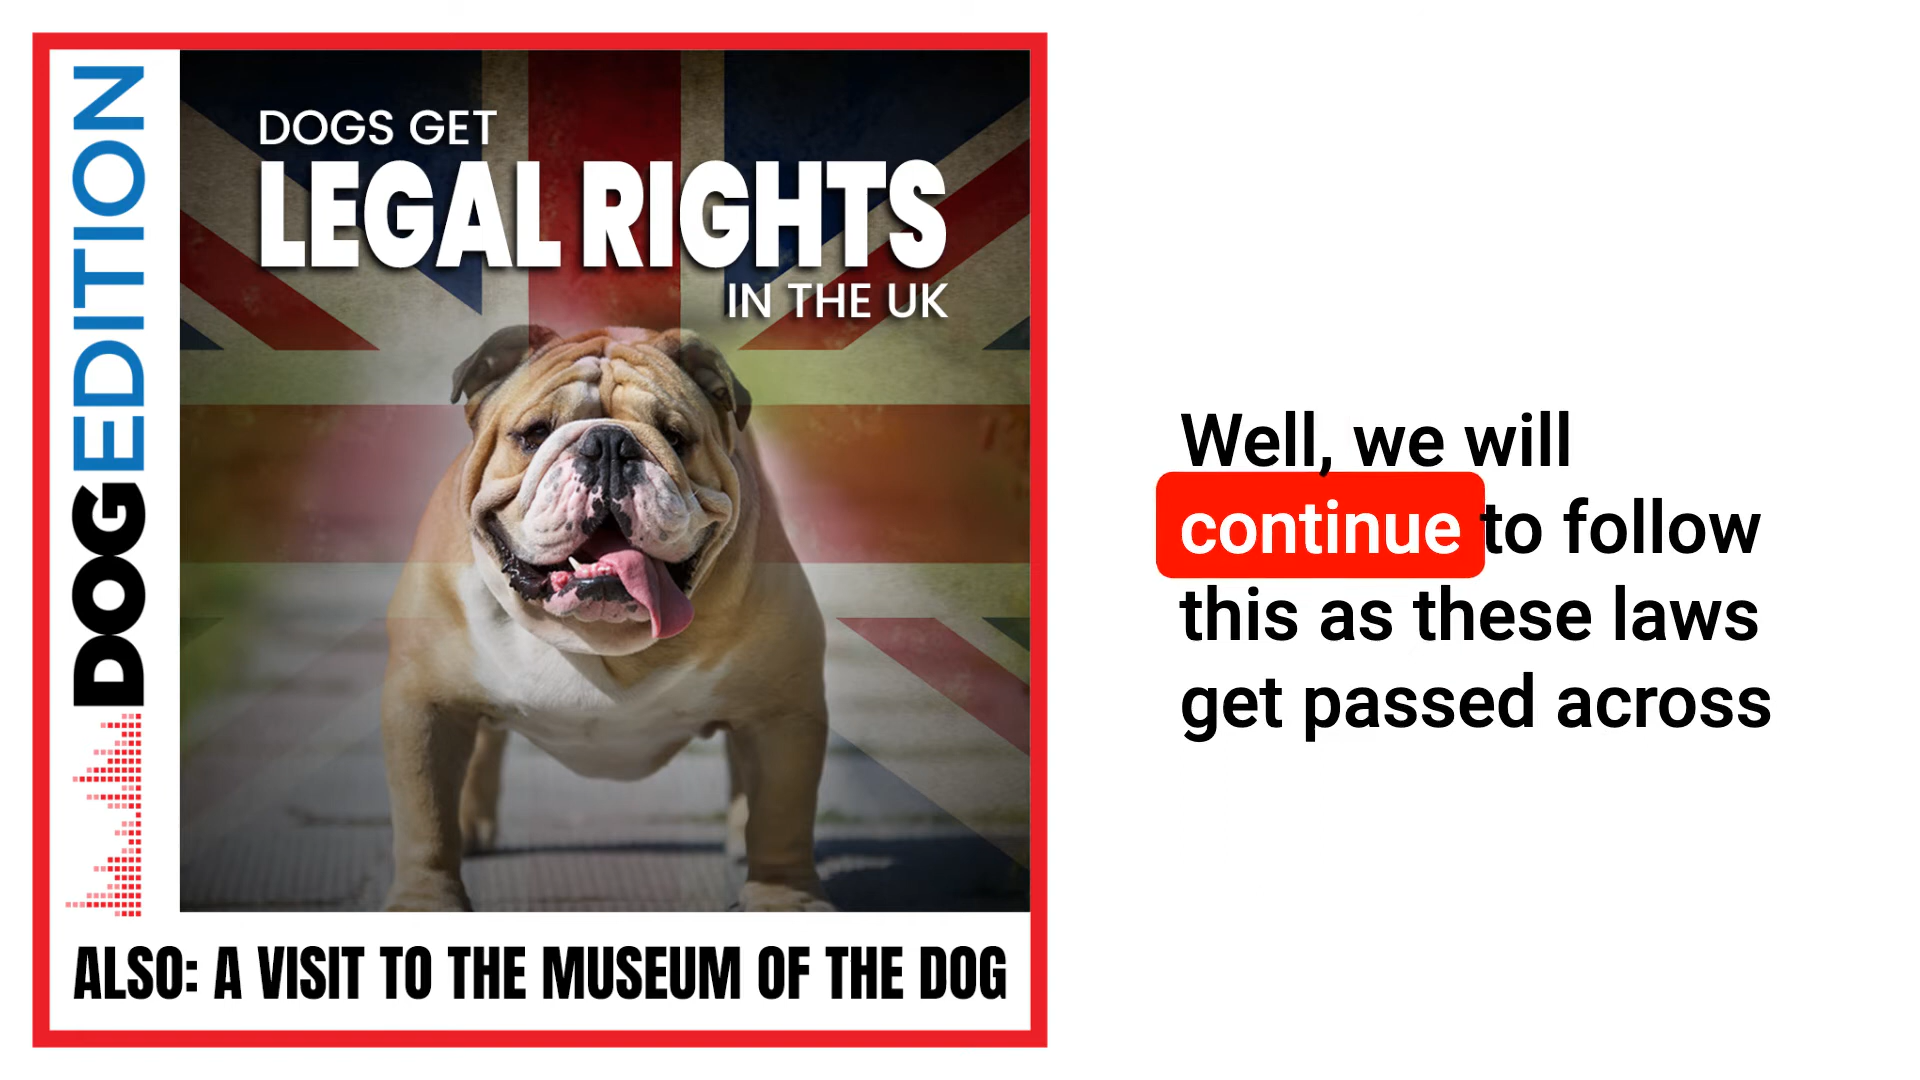 DOGEDITION
DOGS GET
LEGAL RIGHTS
IN THE UK
ALSO: A VISIT TO THE MUSEUM OF THE DOG
Well, we will
continue to follow
this as these laws
get passed across